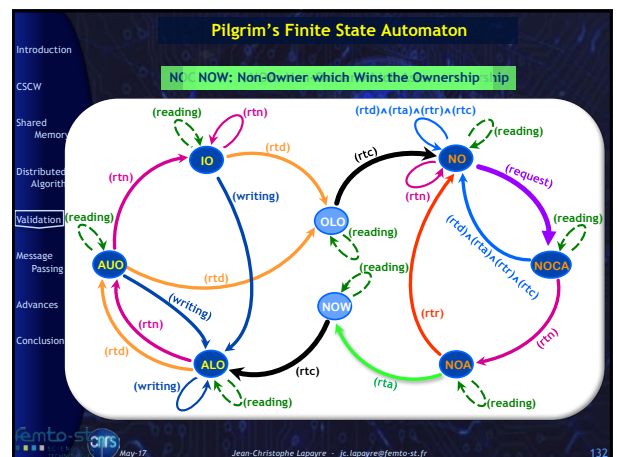 Pilgrim's Finite State Automaton
Introduction
NOW: Non-Owner which Wins the Ownership
CSCW
(reading)
(rtn)
(rtd)∧(rta)∧(rtr)∧(rtc)
(reading)
Shared
Memory
IO
(rtd)
(rtc)
NO
(request)
(rtn)
(rtn)
Distributed
Algorith
(writing)
Validation
(reading)
OLO
(reading)
(reading)
(rtd)∧(rta)∧(rtr)∧(rtc)
AUO
NOCA
Message
Passing
(rtd)
(reading)
(writing)
NOW
Advances
(rtn)
(rtr)
(rtn)
Conclusion
(rtd)
ALO
(rtc)
NOA
(writing)
(rta)
(reading)
(reading)
femto-st
SCIENCES
cnrs
May-17
Jean-Christophe Lapayre - jc.lapayre@femto-st.fr
132